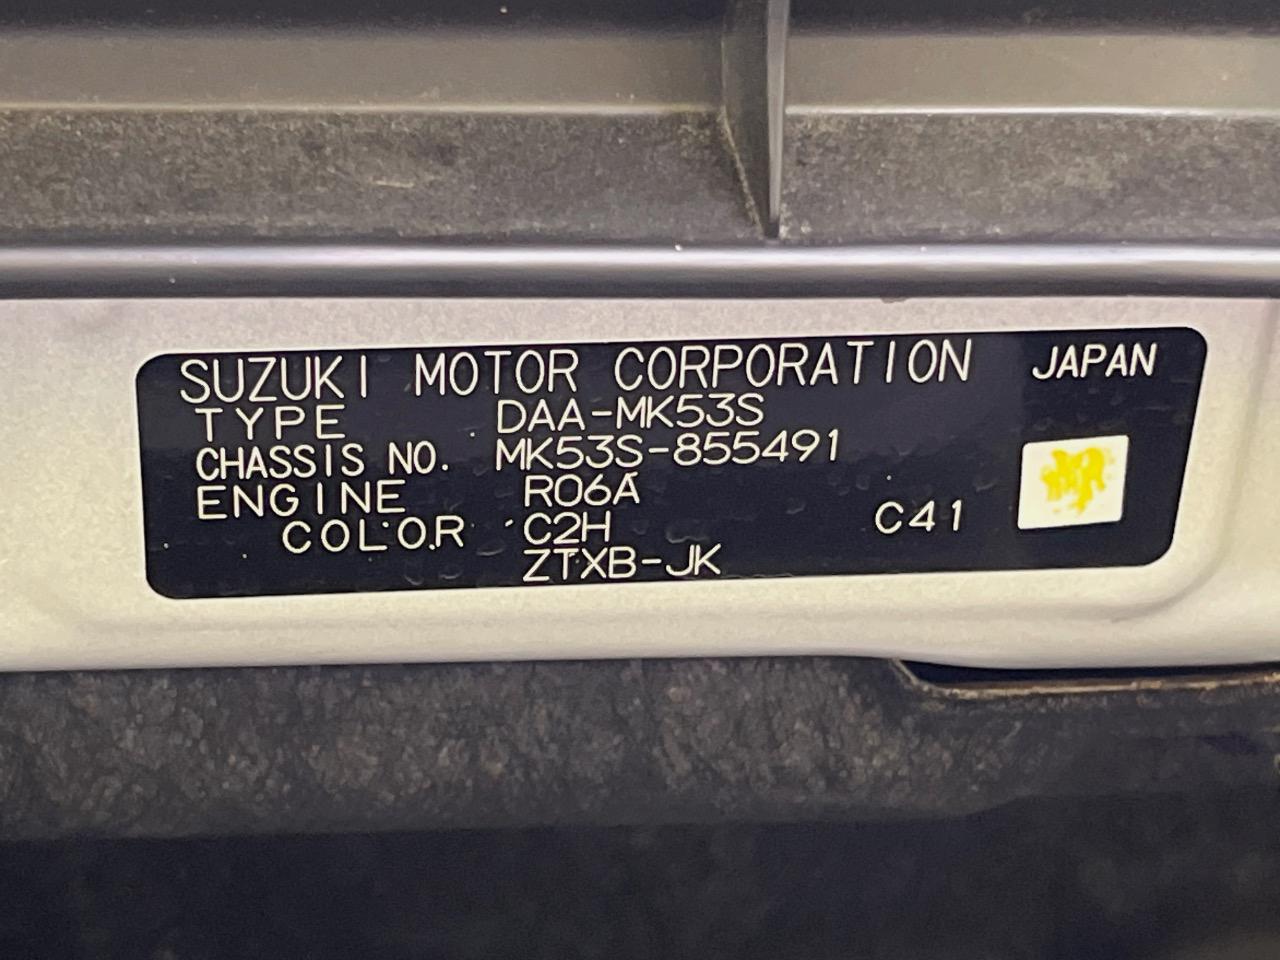 SUZUKI MOTOR CORPORATION JAPAN
TYPE DAA-MK53S
CHASSIS NO. MK53S-855491
ENGINE R06A
COLOR C2H C41
ZTXB-JK